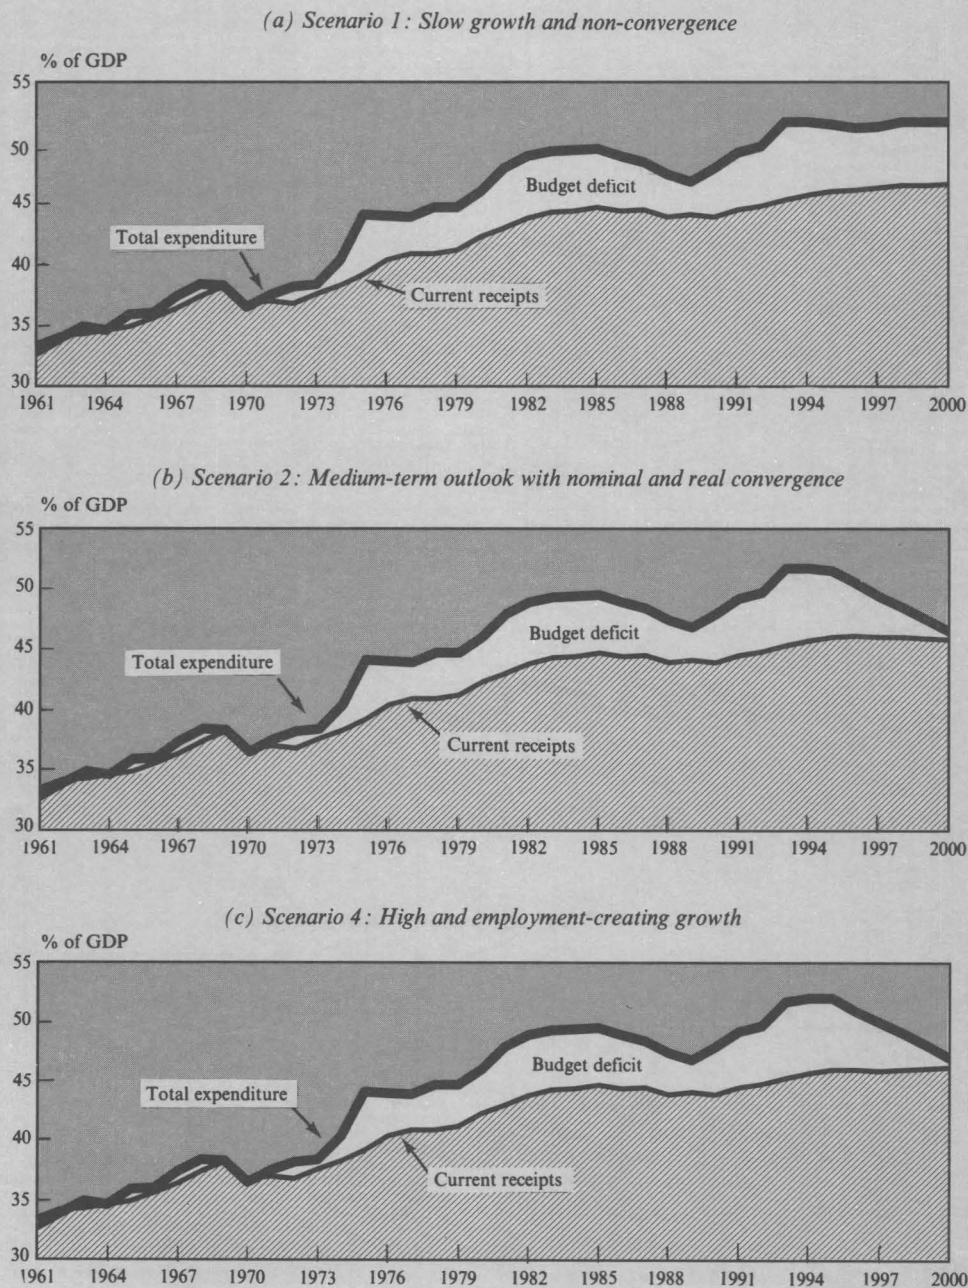 (a) Scenario 1: Slow growth and non-convergence
% of GDP
55
50
45
40
35
30
Budget deficit
Total expenditure
Current receipts
1961 1964 1967 1970 1973 1976 1979 1982 1985 1988 1991 1994 1997 2000
(b) Scenario 2: Medium-term outlook with nominal and real convergence
% of GDP
55
50
45
40
35
30
Budget deficit
Total expenditure
Current receipts
1961 1964 1967 1970 1973 1976 1979 1982 1985 1988 1991 1994 1997 2000
(c) Scenario 4: High and employment-creating growth
% of GDP
55
50
45
40
35
30
Budget deficit
Total expenditure
Current receipts
1961 1964 1967 1970 1973 1976 1979 1982 1985 1988 1991 1994 1997 2000